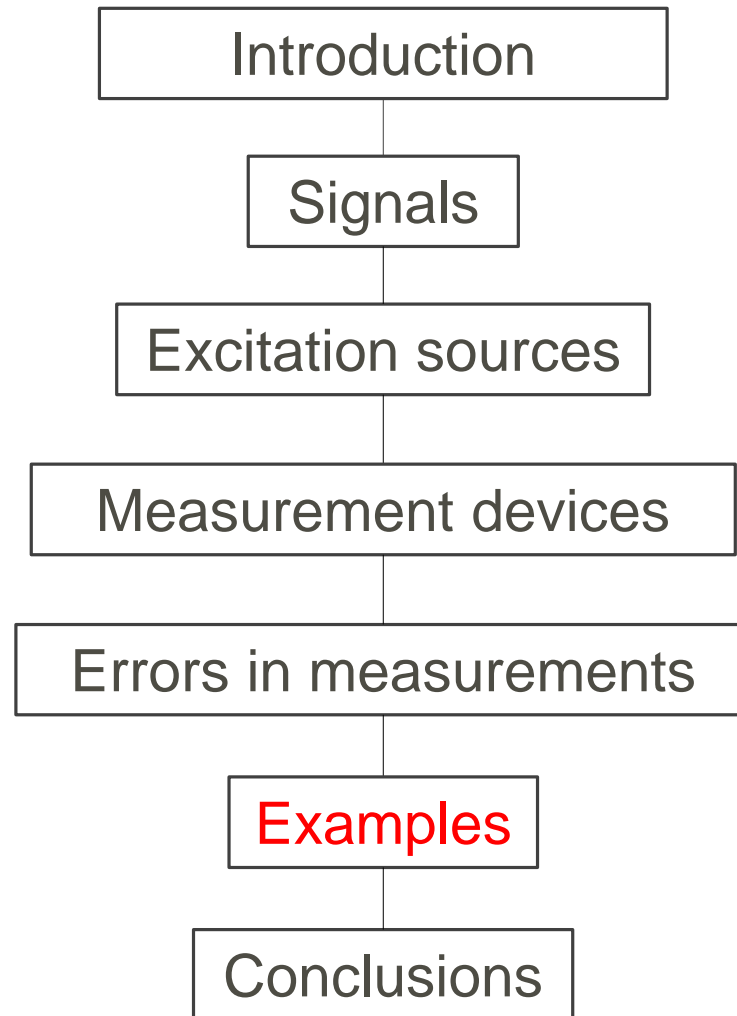 Introduction
Signals
Excitation sources
Measurement devices
Errors in measurements
Examples
Conclusions